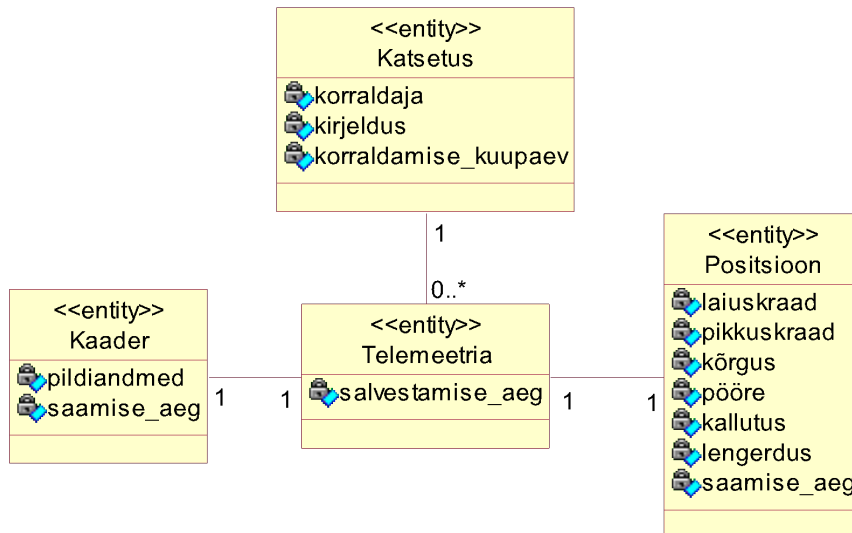 <<entity>>
Katsetus
korraldaja
kirjeldus
korraldamise_kuupaev
1
0..*
<<entity>>
Kaader
pildiandmed
saamise_aeg
1
1
<<entity>>
Telemeetria
salvestamise_aeg
1
1
<<entity>>
Positsioon
laiuskraad
pikkuskraad
kõrgus
pööre
kallutus
lengerdus
saamise_aeg